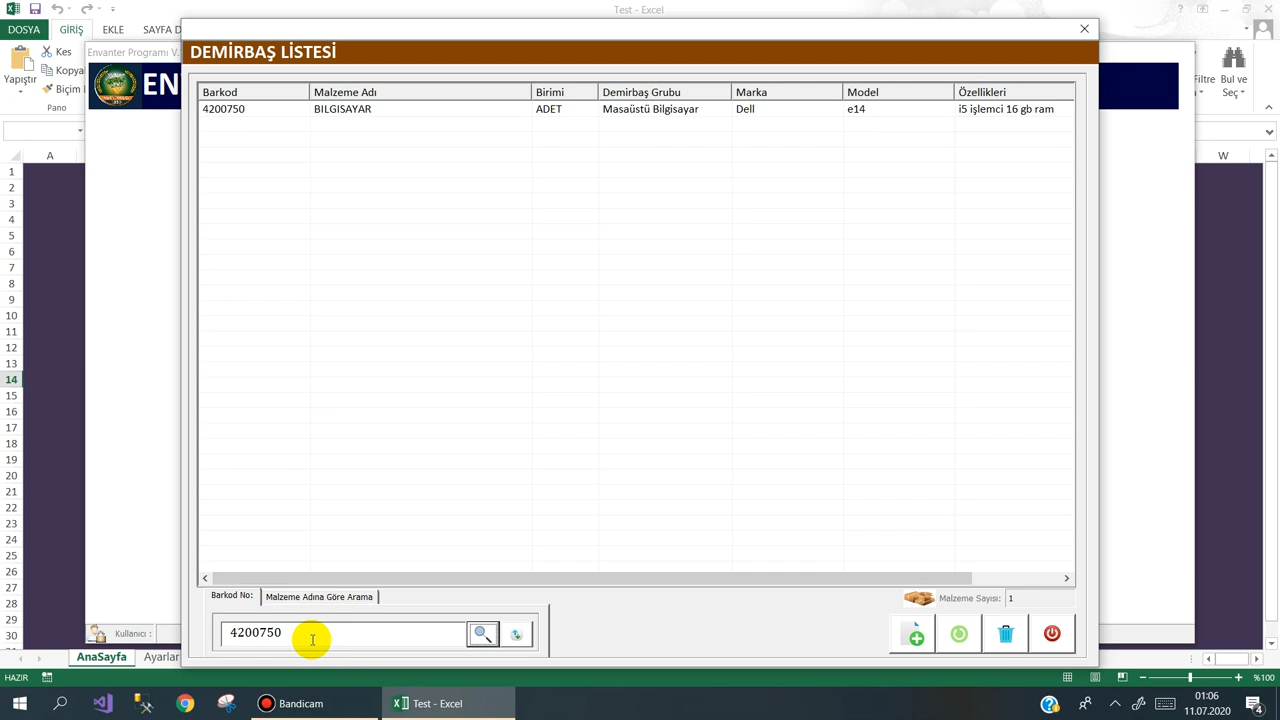 Test - Excel
DOSYA GİRİŞ EKLE SAYFA D
Yapıştır
Kes
Kopya
Biçim
Pano
Filtre
Bul ve
Seç
Envanter Programı V.
EN
DEMİRBAŞ LİSTESİ
Barkod Malzeme Adı Birimi Demirbaş Grubu Marka Model Özellikleri
4200750 BILGISAYAR ADET Masaüstü Bilgisayar Dell e14 i5 işlemci 16 gb ram
A W
1
2
3
4
5
6
7
8
9
10
11
12
13
14
15
16
17
18
19
20
21
22
23
24
25
26
27
28
29
30
Barkod No: Malzeme Adına Göre Arama
Malzeme Sayısı: 1
4200750
Kullanıcı :
AnaSayfa Ayarlar
HAZIR %100
Bandicam
Test - Excel
01:06
11.07.2020
4